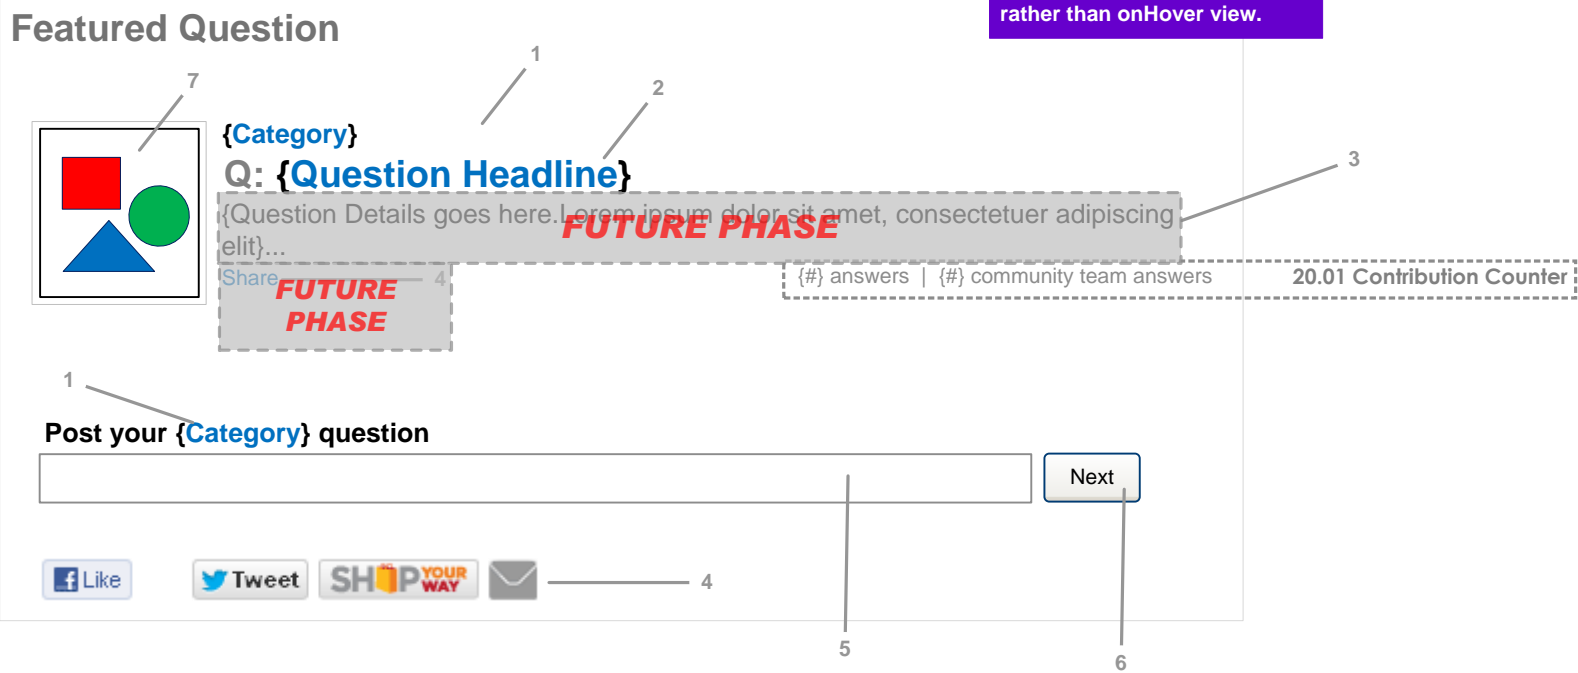 rather than onHover view.
Featured Question
1
7
2
{Category}
3
Q: {Question Headline}
{Question Details goes here.Lorem ipsum dolor sit amet, consectetuer adipiscing
FUTURE PHASE
elit}...
Share 4
{#} answers | {#} community team answers 20.01 Contribution Counter
FUTURE
PHASE
1
Post your {Category} question
Next
Like Tweet SHOP YOUR WAY 4
5
6